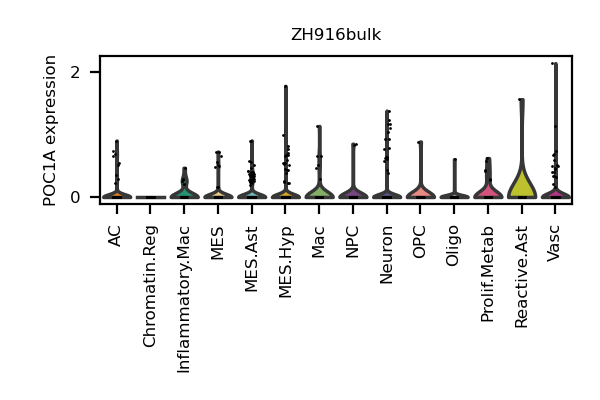 ZH916bulk
POC1A expression
2
0
AC
Chromatin.Reg
Inflammatory.Mac
MES
MES.Ast
MES.Hyp
Mac
NPC
Neuron
OPC
Oligo
Prolif.Metab
Reactive.Ast
Vasc